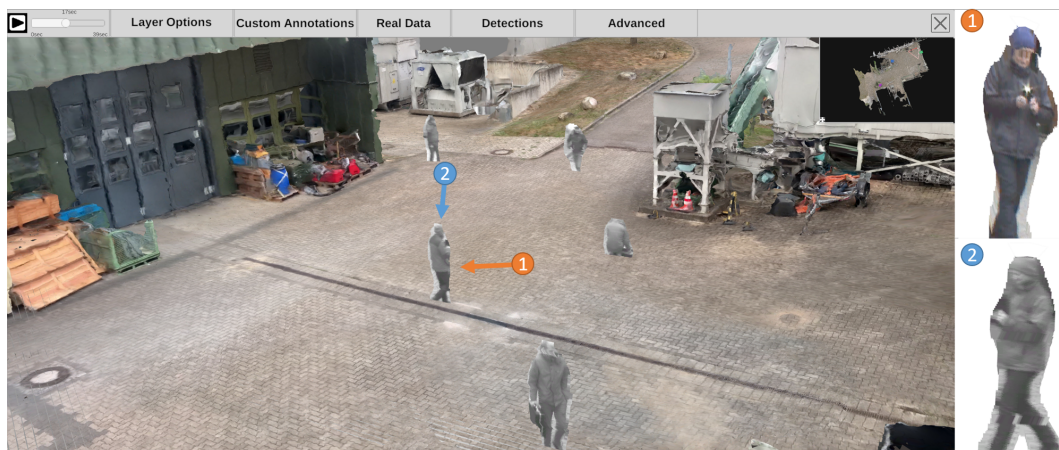 17sec
0sec
39sec
Layer Options
Custom Annotations
Real Data
Detections
Advanced
1
2
2
1